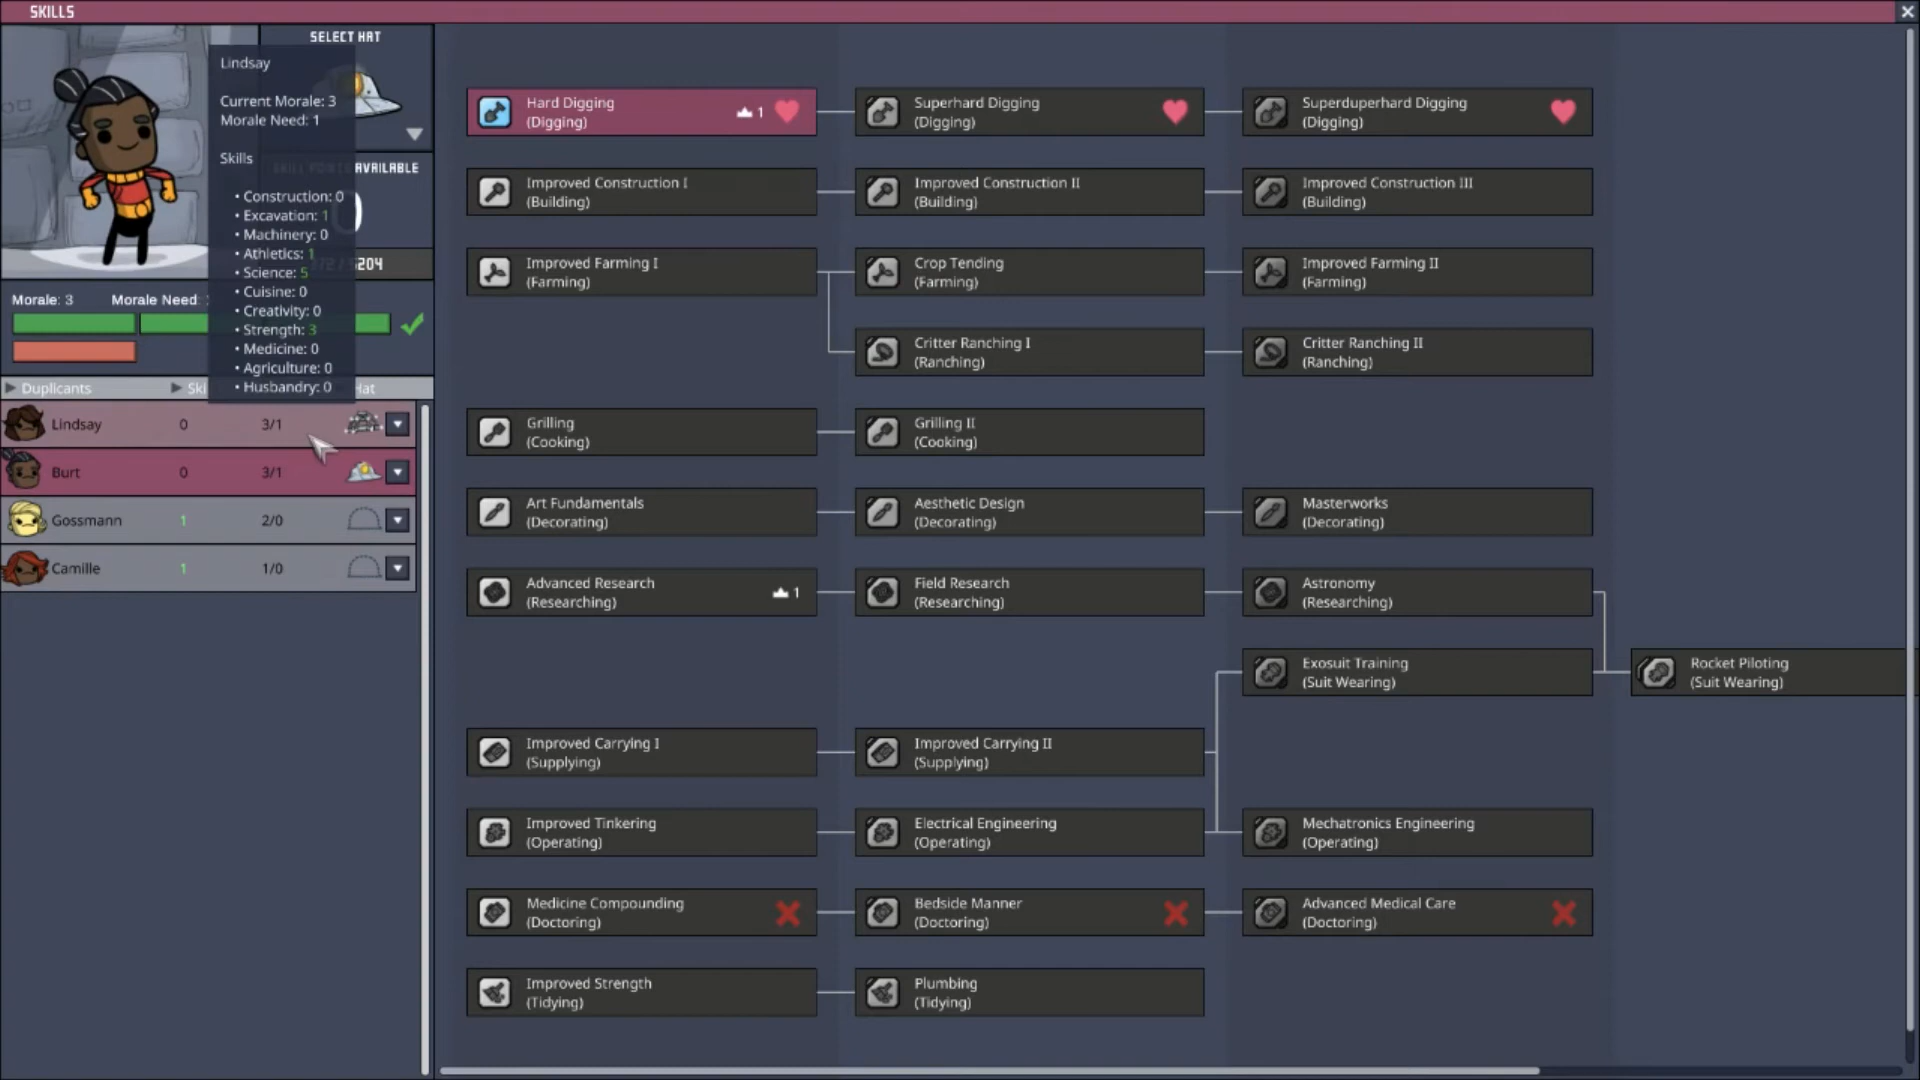 SKILLS
SELECT HAT
Lindsay
Current Morale: 3
Morale Need: 1
Skills
AVAILABLE
• Construction: 0
• Excavation: 1
• Machinery: 0
• Athletics: 1
• Science: 5
• Cuisine: 0
• Creativity: 0
• Strength: 3
• Medicine: 0
• Agriculture: 0
• Husbandry: 0
Morale: 3 Morale Need:
Duplicants
Lindsay 0 3/1
Burt 0 3/1
Gossmann 1 2/0
Camille 1 1/0
Hard Digging
(Digging)
1
Superhard Digging
(Digging)
Superduperhard Digging
(Digging)
Improved Construction I
(Building)
Improved Construction II
(Building)
Improved Construction III
(Building)
Improved Farming I
(Farming)
Crop Tending
(Farming)
Improved Farming II
(Farming)
Critter Ranching I
(Ranching)
Critter Ranching II
(Ranching)
Grilling
(Cooking)
Grilling II
(Cooking)
Art Fundamentals
(Decorating)
Aesthetic Design
(Decorating)
Masterworks
(Decorating)
Advanced Research
(Researching)
1
Field Research
(Researching)
Astronomy
(Researching)
Exosuit Training
(Suit Wearing)
Rocket Piloting
(Suit Wearing)
Improved Carrying I
(Supplying)
Improved Carrying II
(Supplying)
Improved Tinkering
(Operating)
Electrical Engineering
(Operating)
Mechatronics Engineering
(Operating)
Medicine Compounding
(Doctoring)
Bedside Manner
(Doctoring)
Advanced Medical Care
(Doctoring)
Improved Strength
(Tidying)
Plumbing
(Tidying)